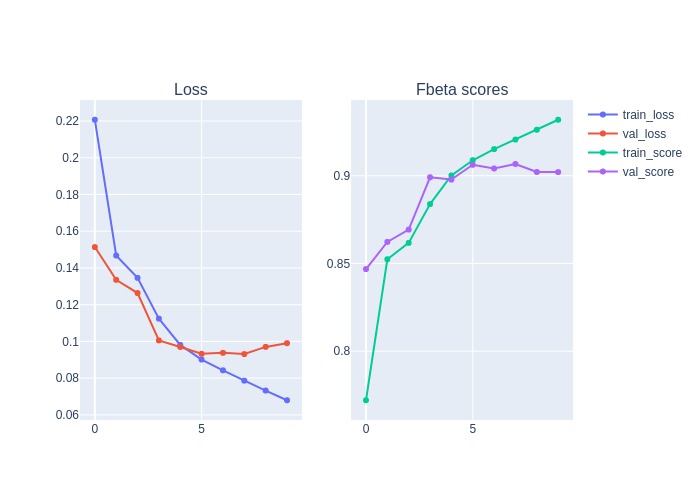 Loss
Fbeta scores
0.22
0.2
0.18
0.16
0.14
0.12
0.1
0.08
0.06
0
5
0.9
0.85
0.8
0
5
train_loss
val_loss
train_score
val_score